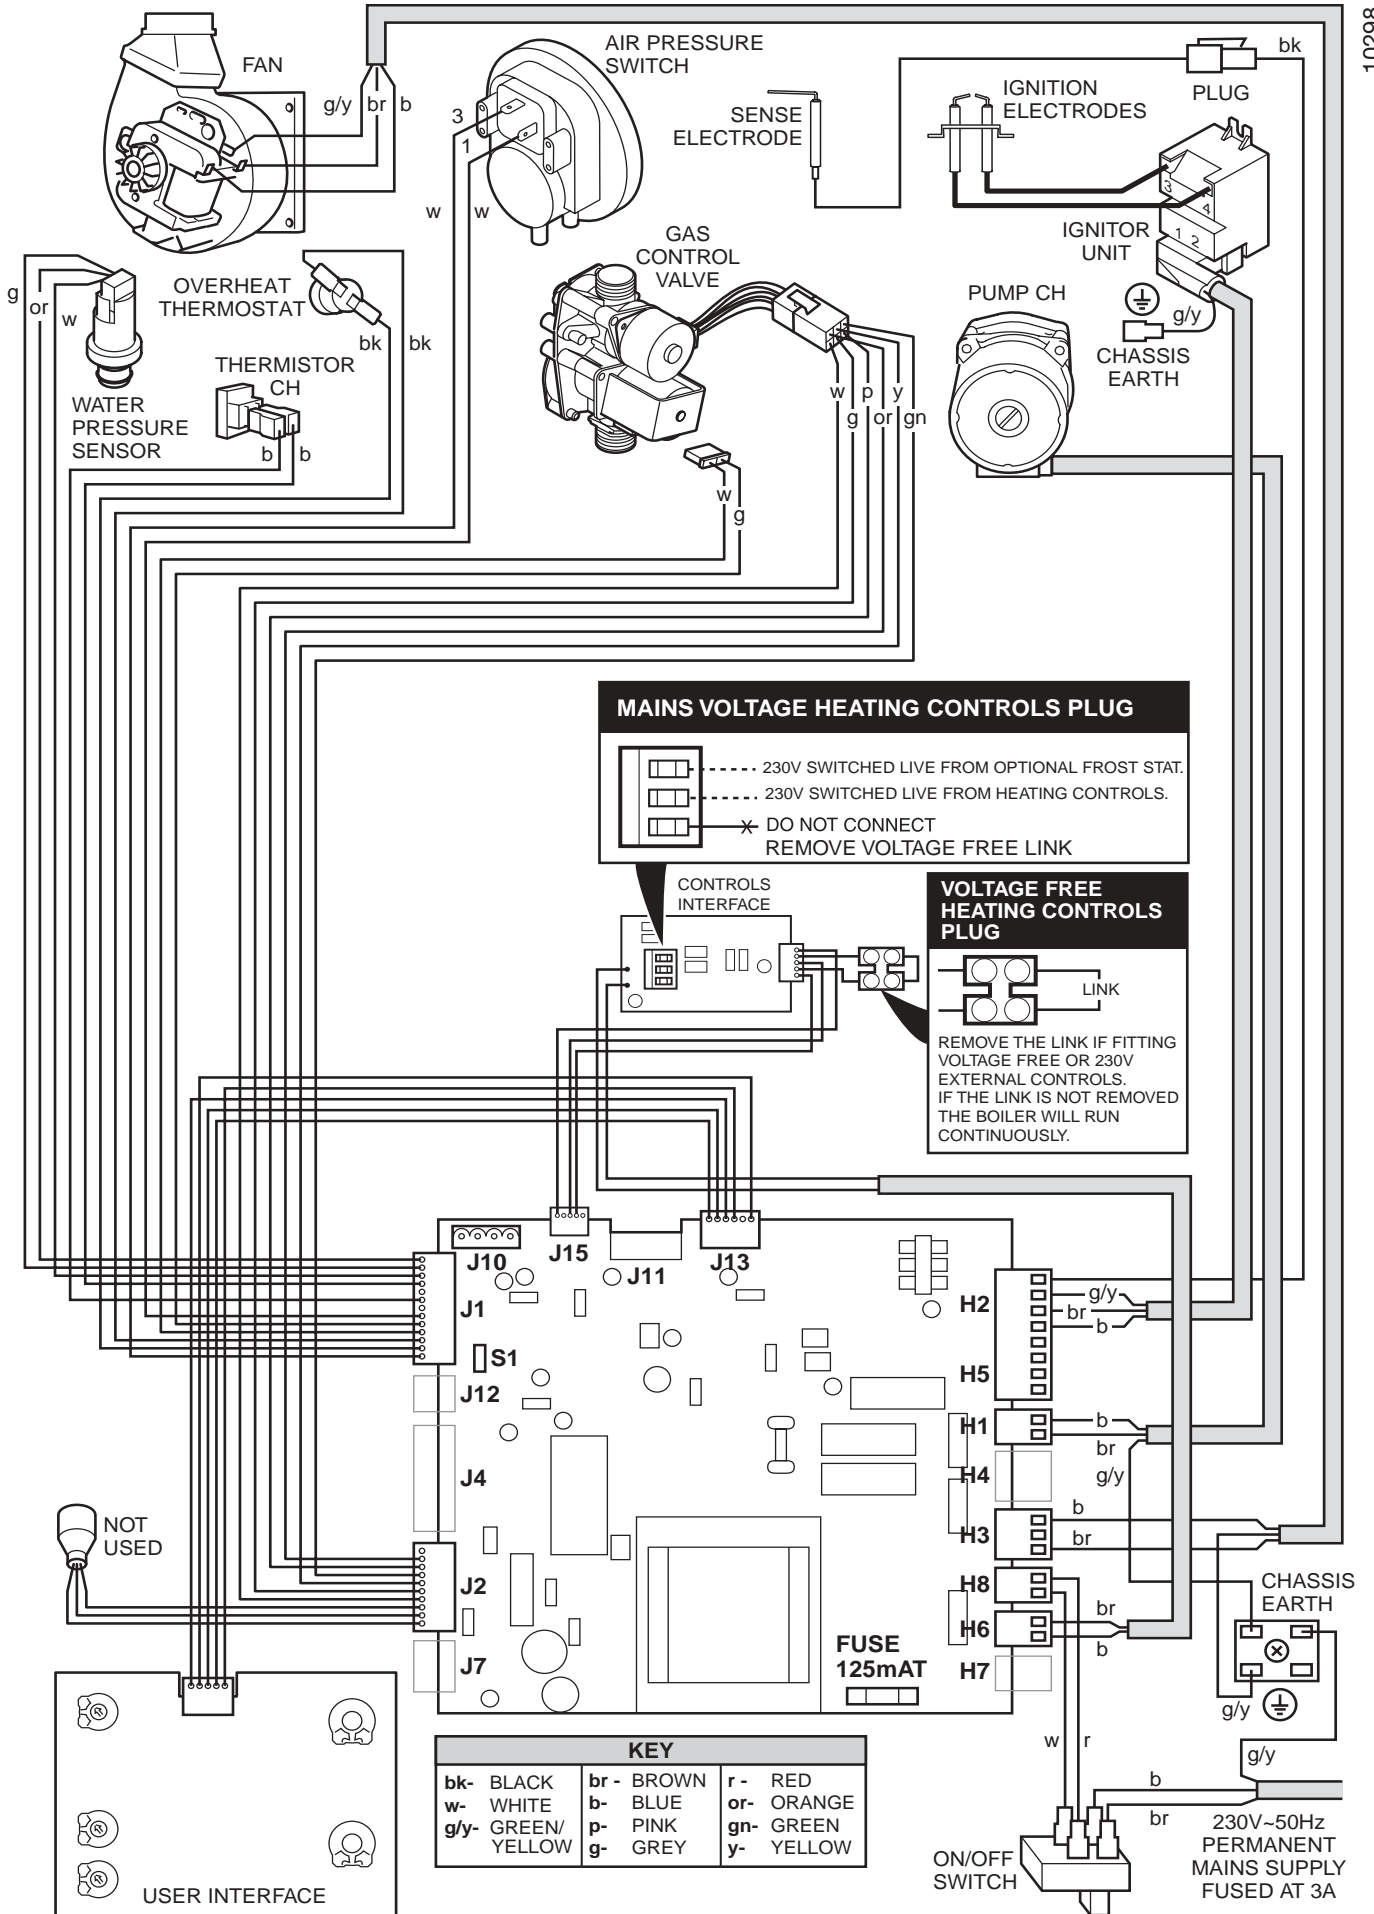 10298
FAN
g/y br b
AIR PRESSURE
SWITCH
3
1
w w
SENSE
ELECTRODE
IGNITION
ELECTRODES
bk
PLUG
3
4
1 2
IGNITOR
UNIT
g/y
CHASSIS
EARTH
GAS
CONTROL
VALVE
PUMP CH
g or w
OVERHEAT
THERMOSTAT
bk bk
THERMISTOR
CH
b b
WATER
PRESSURE
SENSOR
w p y
g or gn
w
g
MAINS VOLTAGE HEATING CONTROLS PLUG
230V SWITCHED LIVE FROM OPTIONAL FROST STAT.
230V SWITCHED LIVE FROM HEATING CONTROLS.
X DO NOT CONNECT
REMOVE VOLTAGE FREE LINK
CONTROLS
INTERFACE
VOLTAGE FREE
HEATING CONTROLS
PLUG
LINK
REMOVE THE LINK IF FITTING
VOLTAGE FREE OR 230V
EXTERNAL CONTROLS.
IF THE LINK IS NOT REMOVED
THE BOILER WILL RUN
CONTINUOUSLY.
J10
J15
J11
J13
J1
S1
J12
J4
J2
J7
H2
H5
H1
H4
H3
H8
H6
H7
g/y
br
b
b
br
g/y
b
br
br
b
FUSE
125mAT
NOT
USED
CHASSIS
EARTH
g/y
g/y
w r
b
br
230V~50Hz
PERMANENT
MAINS SUPPLY
FUSED AT 3A
ON/OFF
SWITCH
USER INTERFACE
KEY
bk- BLACK br - BROWN r - RED
w- WHITE b- BLUE or- ORANGE
g/y- GREEN/ p- PINK gn- GREEN
YELLOW g- GREY y- YELLOW